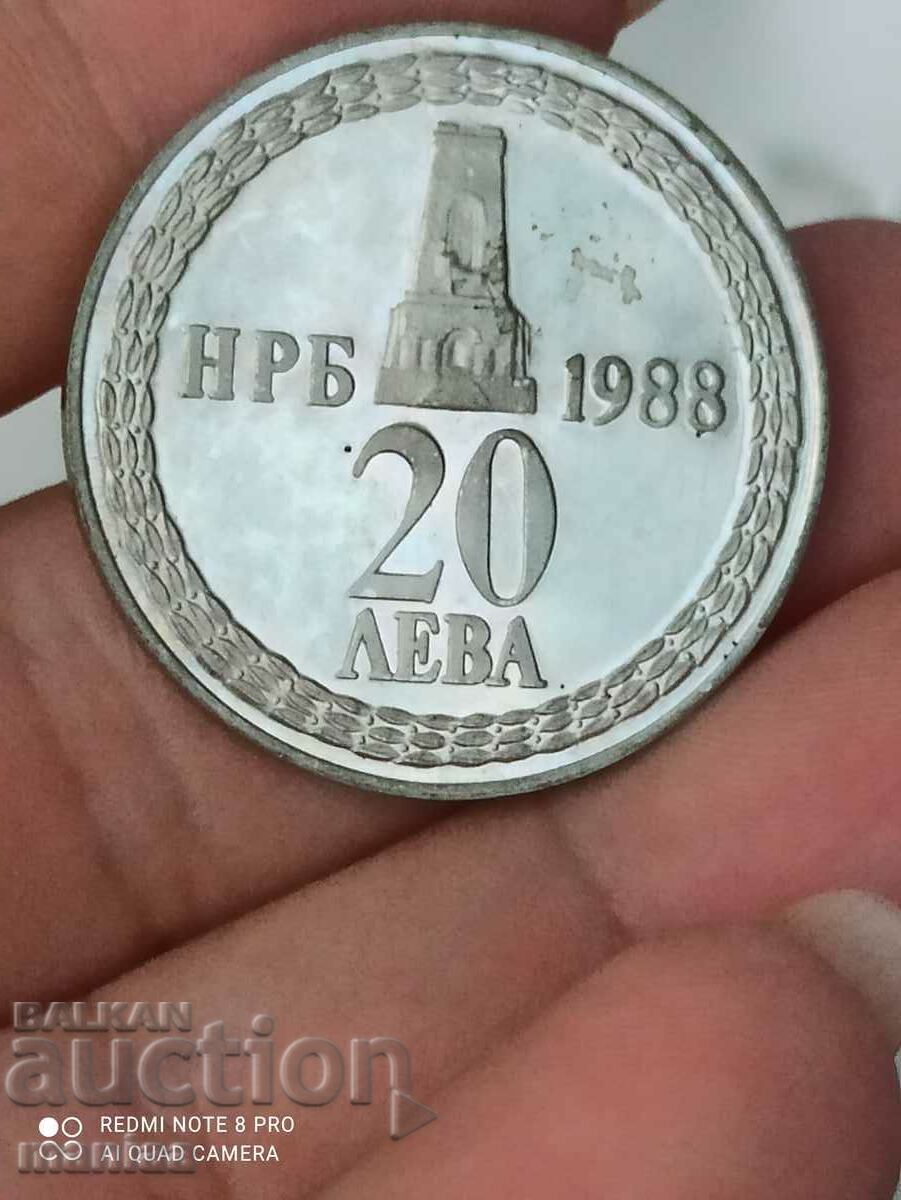 НРБ 1988
20
ЛЕВА
BALKAN
auction
REDMI NOTE 8 PRO
AI QUAD CAMERA